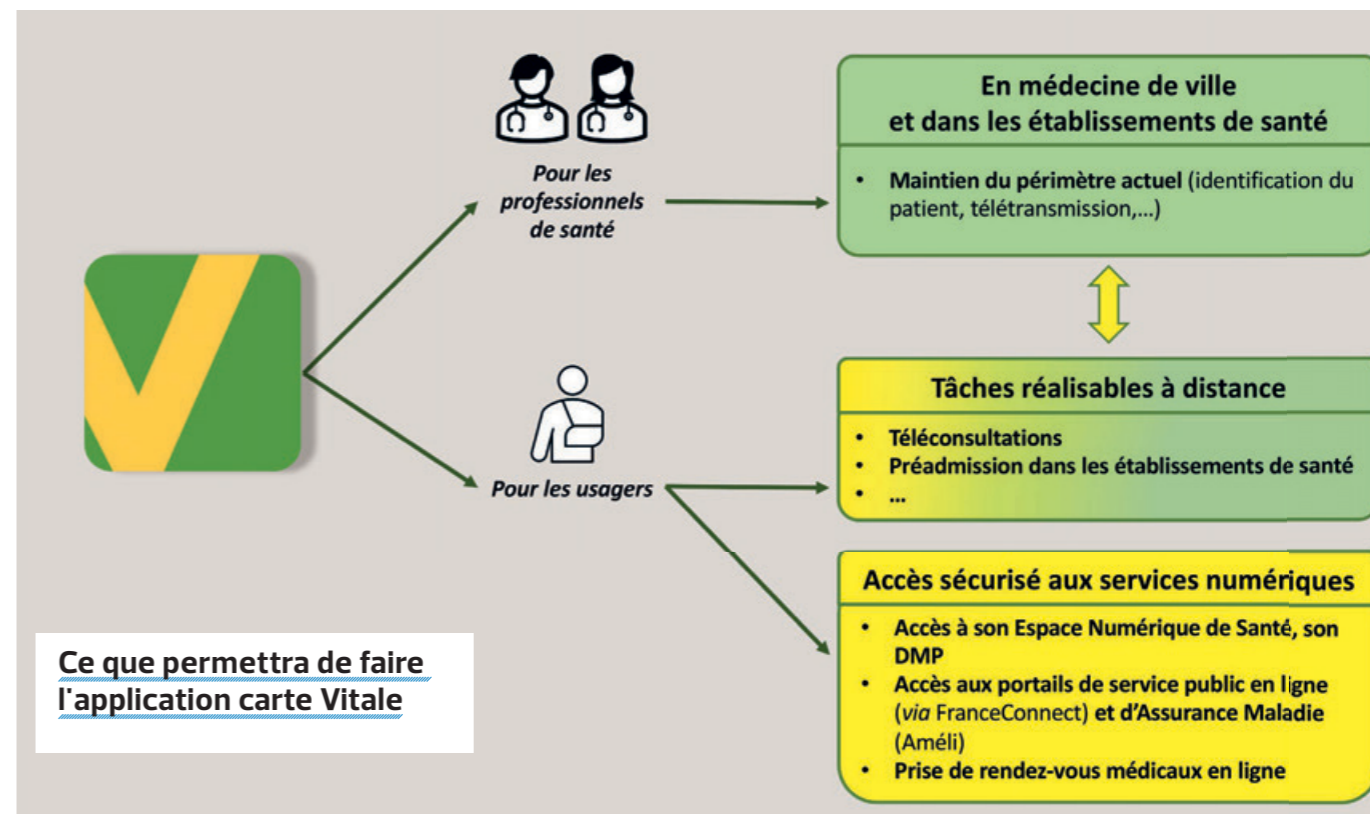 Pour les
professionnels
de santé
En médecine de ville
et dans les établissements de santé
• Maintien du périmètre actuel (identification du
patient, télétransmission,...)
Pour les usagers
Tâches réalisables à distance
• Téléconsultations
• Préadmission dans les établissements de santé
• ...
Accès sécurisé aux services numériques
• Accès à son Espace Numérique de Santé, son
DMP
• Accès aux portails de service public en ligne
(via FranceConnect) et d’Assurance Maladie
(Améli)
• Prise de rendez-vous médicaux en ligne
Ce que permettra de faire
l'application carte Vitale